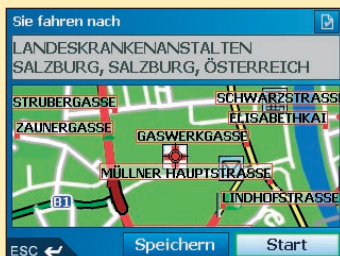 Sie fahren nach
LANDESKRANKENANSTALTEN
SALZBURG, SALZBURG, ÖSTERREICH
STRUBERGASSE
SCHWARZSTRASSE
ELISABETHKAI
ZAUNERGASSE
GASWERKGASSE
MÜLLNER HAUPTSTRASSE
B1
LINDHOFSTRASSE
ESC
Speichern
Start